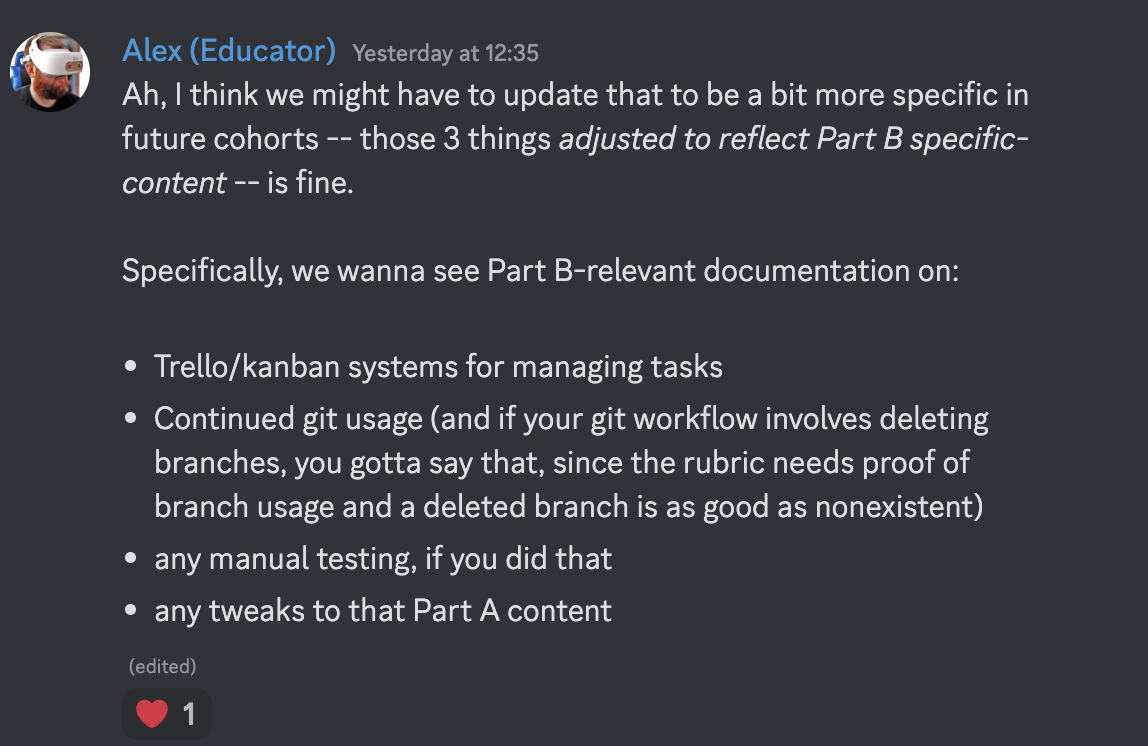 Alex (Educator) Yesterday at 12:35
Ah, I think we might have to update that to be a bit more specific in
future cohorts -- those 3 things adjusted to reflect Part B specific-
content -- is fine.
Specifically, we wanna see Part B-relevant documentation on:
• Trello/kanban systems for managing tasks
• Continued git usage (and if your git workflow involves deleting
branches, you gotta say that, since the rubric needs proof of
branch usage and a deleted branch is as good as nonexistent)
• any manual testing, if you did that
• any tweaks to that Part A content
(edited)
❤️ 1